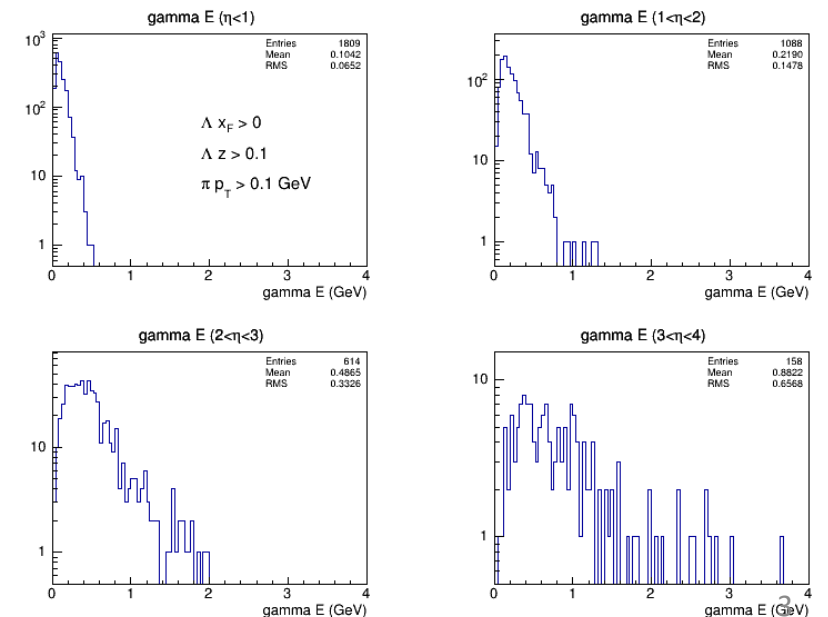 gamma E (η<1)
10³
10²
10
1
0 1 2 3 4
gamma E (GeV)
Entries 1809
Mean 0.1042
RMS 0.0652
Λ x_F > 0
Λ z > 0.1
π p_T > 0.1 GeV
gamma E (1<η<2)
10²
10
1
0 1 2 3 4
gamma E (GeV)
Entries 1088
Mean 0.2190
RMS 0.1478
gamma E (2<η<3)
10
1
0 1 2 3 4
gamma E (GeV)
Entries 614
Mean 0.4865
RMS 0.3326
gamma E (3<η<4)
10
1
0 1 2 3 4
gamma E (GeV)
Entries 158
Mean 0.8822
RMS 0.6568
3